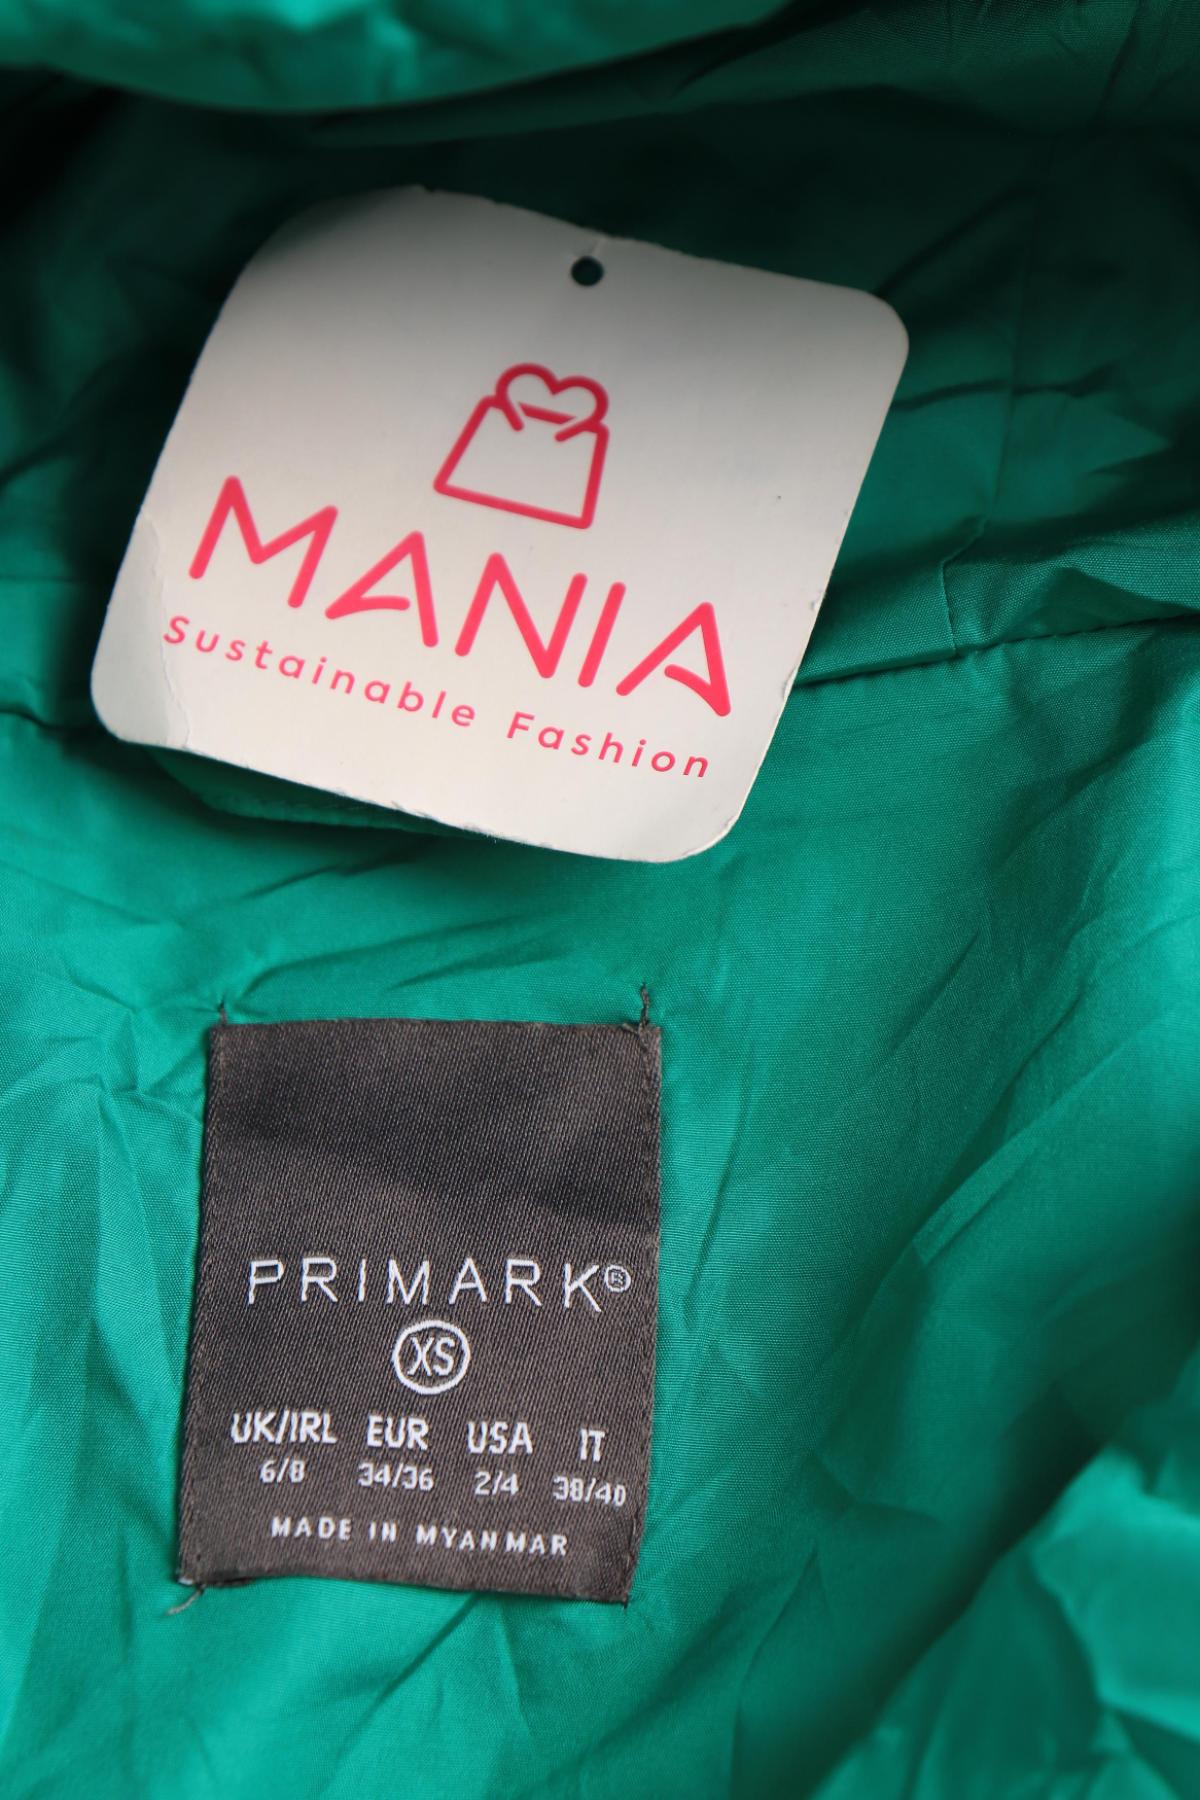 MANIA
Sustainable Fashion
PRIMARK®
XS
UK/IRL EUR USA IT
6/8 34/36 2/4 38/40
MADE IN MYANMAR